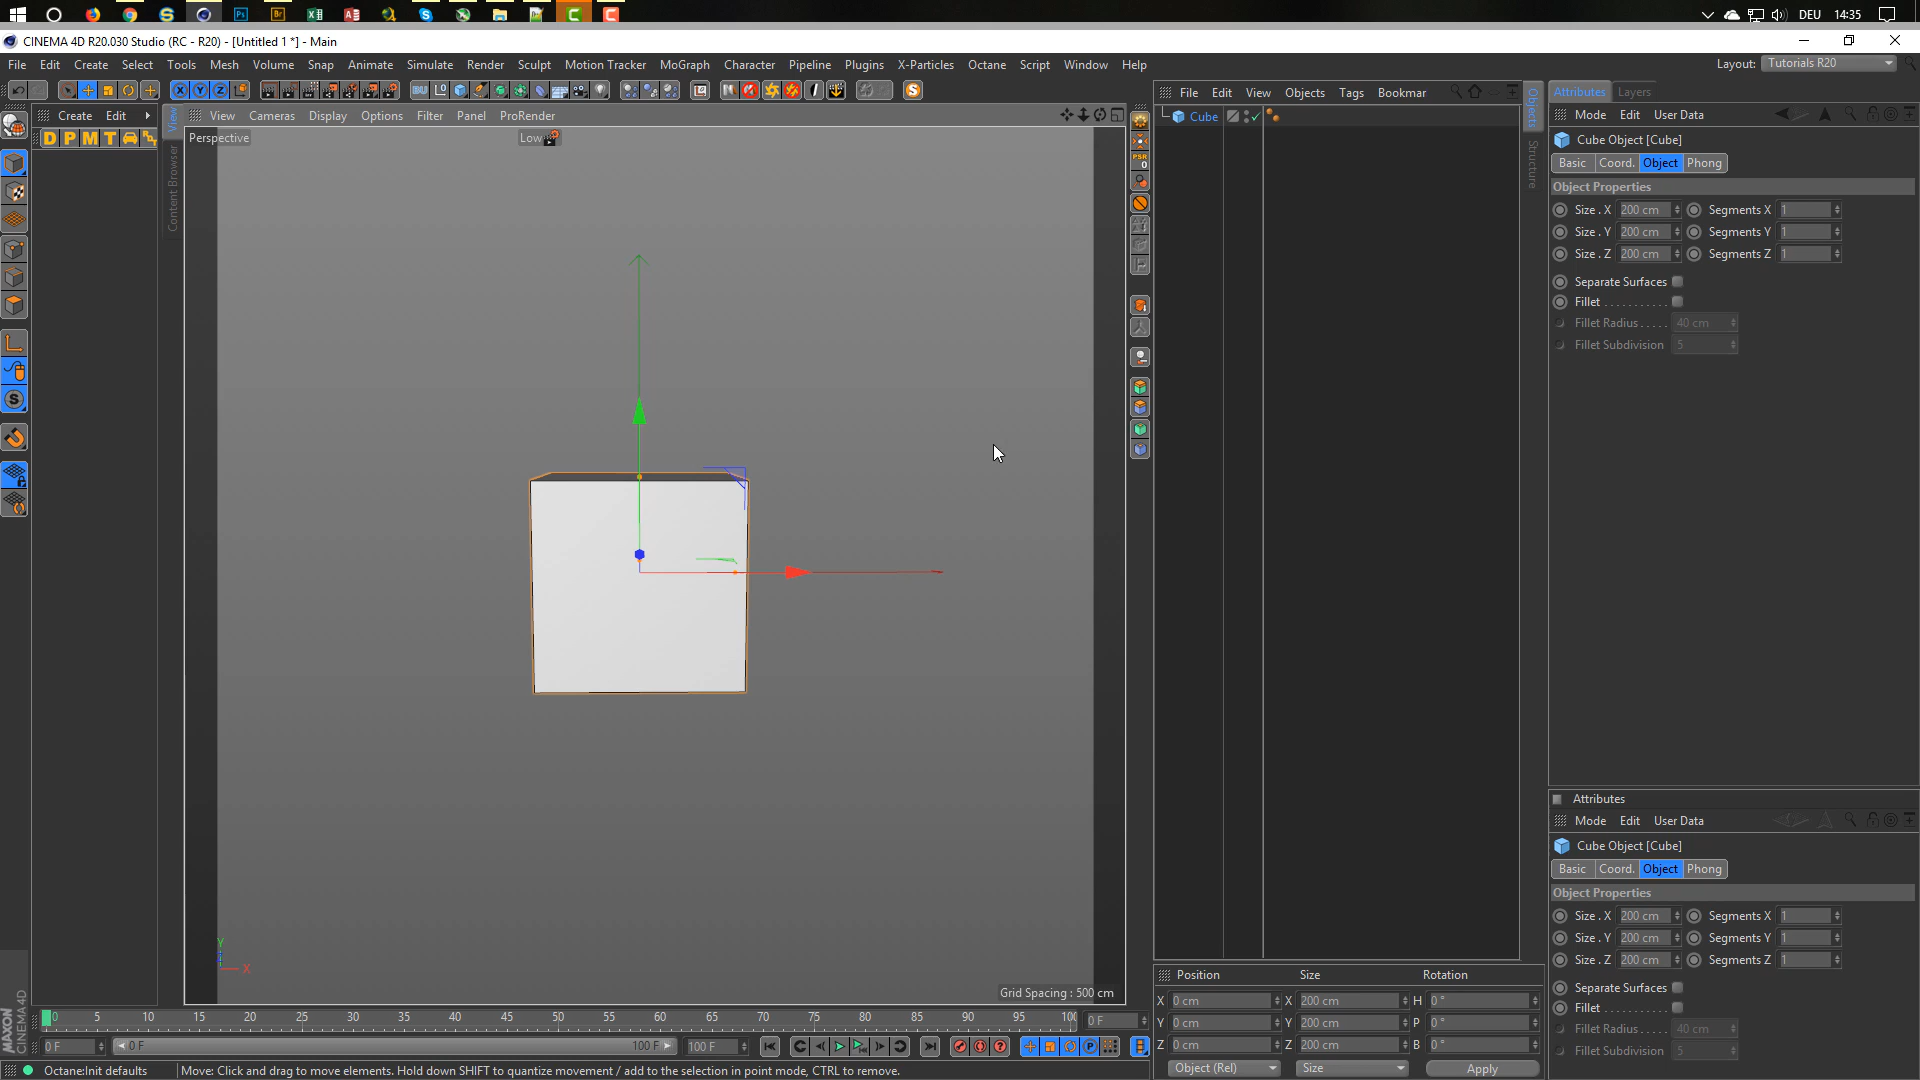 DEU 14:35
CINEMA 4D R20.030 Studio (RC - R20) - [Untitled 1 *] - Main
File Edit Create Select Tools Mesh Volume Snap Animate Simulate Render Sculpt Motion Tracker MoGraph Character Pipeline Plugins X-Particles Octane Script Window Help Layout: Tutorials R20
File Edit View Objects Tags Bookmar
Attributes Layers
Create Edit
View Cameras Display Options Filter Panel ProRender
Mode Edit User Data
D P M T
Perspective
Low
View
Content Browser
Objects
Structure
PSR
0
Cube
Cube Object [Cube]
Basic Coord. Object Phong
Object Properties
Size . X 200 cm Segments X 1
Size . Y 200 cm Segments Y 1
Size . Z 200 cm Segments Z 1
Separate Surfaces
Fillet . . . . . . . . . . .
Fillet Radius . . . . . 40 cm
Fillet Subdivision 5
Attributes
Mode Edit User Data
Cube Object [Cube]
Basic Coord. Object Phong
Object Properties
Size . X 200 cm Segments X 1
Size . Y 200 cm Segments Y 1
Size . Z 200 cm Segments Z 1
Separate Surfaces
Fillet . . . . . . . . . . .
Fillet Radius . . . . . 40 cm
Fillet Subdivision 5
Y
X
Grid Spacing : 500 cm
Position Size Rotation
X 0 cm X 200 cm H 0 °
Y 0 cm Y 200 cm P 0 °
Z 0 cm Z 200 cm B 0 °
Object (Rel) Size Apply
0 5 10 15 20 25 30 35 40 45 50 55 60 65 70 75 80 85 90 95 100 0 F
0 F 0 F 100 F 100 F
MAXON
CINEMA 4D
Octane:Init defaults
Move: Click and drag to move elements. Hold down SHIFT to quantize movement / add to the selection in point mode, CTRL to remove.